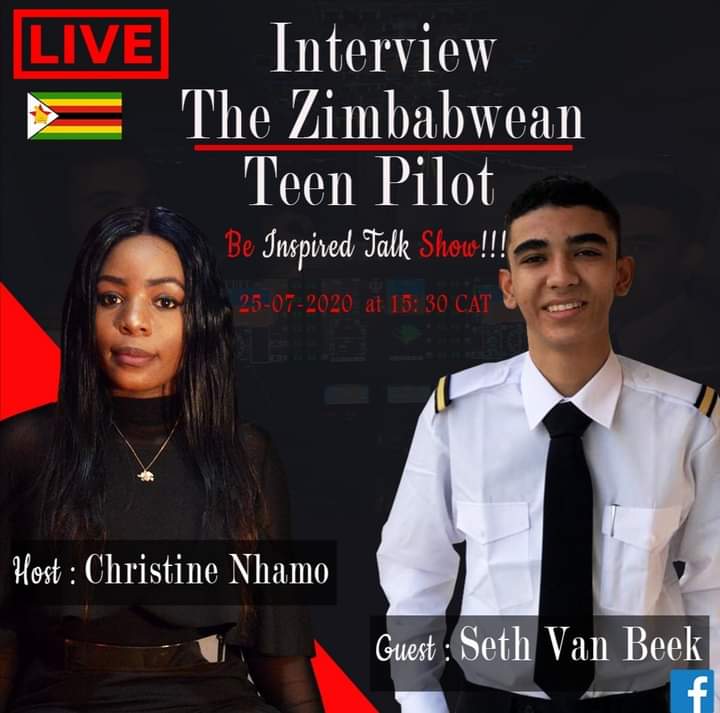 LIVE
Interview
The Zimbabwean
Teen Pilot
Be Inspired Talk Show!!!
25-07-2020 at 15: 30 CAT
Host : Christine Nhamo
Guest : Seth Van Beek
f